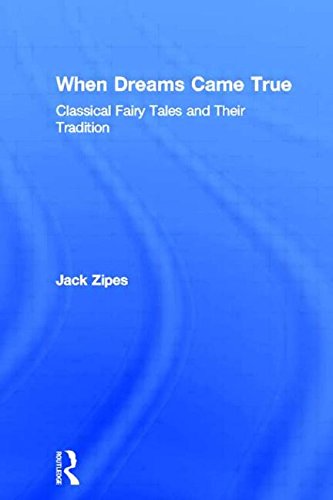 When Dreams Came True
Classical Fairy Tales and Their
Tradition
Jack Zipes
ROUTLEDGE